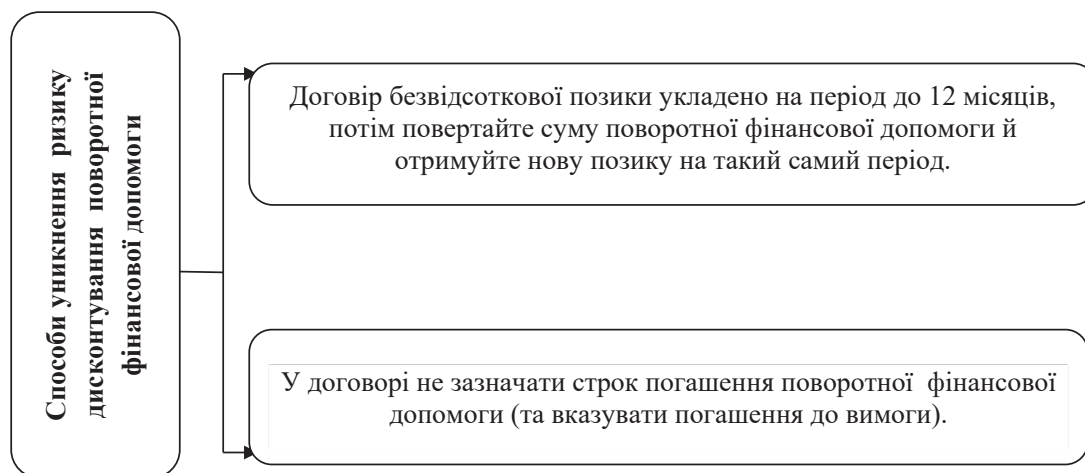 Способи уникнення ризику
дисконтування поворотної
фінансової допомоги
Договір безвідсоткової позики укладено на період до 12 місяців,
потім повертайте суму поворотної фінансової допомоги й
отримуйте нову позику на такий самий період.
У договорі не зазначати строк погашення поворотної фінансової
допомоги (та вказувати погашення до вимоги).